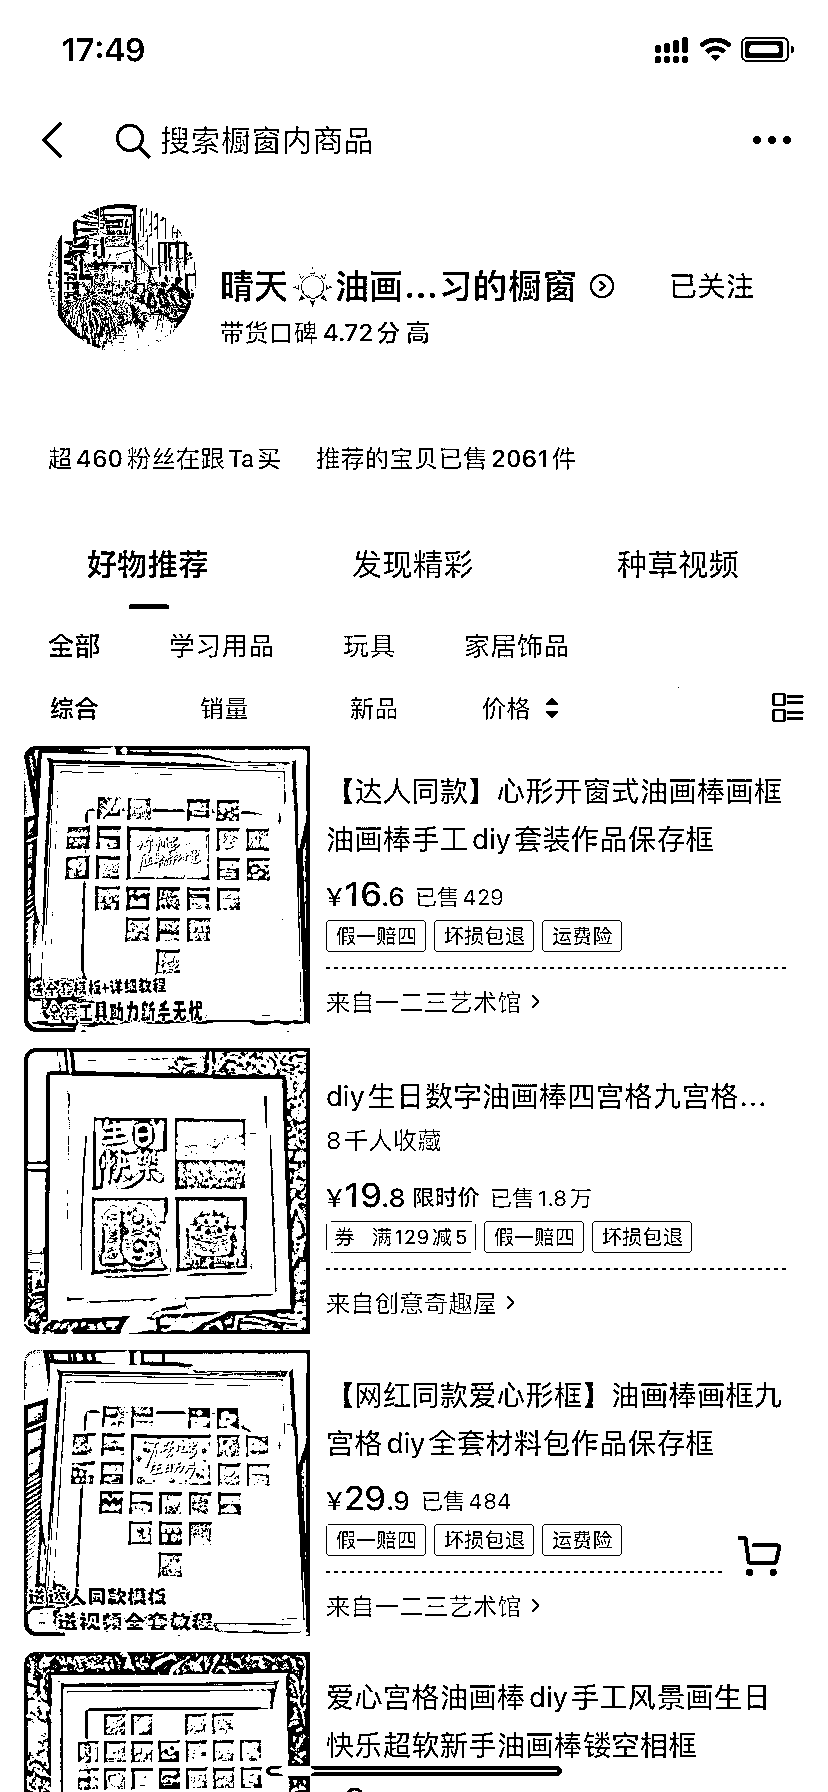 17:49
搜索橱窗内商品
晴天☀油画...习的橱窗
已关注
带货口碑 4.72分 高
超460粉丝在跟Ta买 推荐的宝贝已售2061件
好物推荐 发现精彩 种草视频
全部 学习用品 玩具 家居饰品
综合 销量 新品 价格
【达人同款】心形开窗式油画棒画框
油画棒手工diy套装作品保存框
¥16.6 已售429
假一赔四 坏损包退 运费险
来自一二三艺术馆
送全套模板+详细教程
全套工具助力新手无忧
diy生日数字油画棒四宫格九宫格...
8千人收藏
¥19.8 限时价 已售1.8万
券 满129减5 假一赔四 坏损包退
来自创意奇趣屋
生日
快乐
18
【网红同款爱心形框】油画棒画框九
宫格diy全套材料包作品保存框
¥29.9 已售484
假一赔四 坏损包退 运费险
来自一二三艺术馆
送达人同款模板
送视频全套教程
爱心宫格油画棒diy手工风景画生日
快乐超软新手油画棒镂空相框